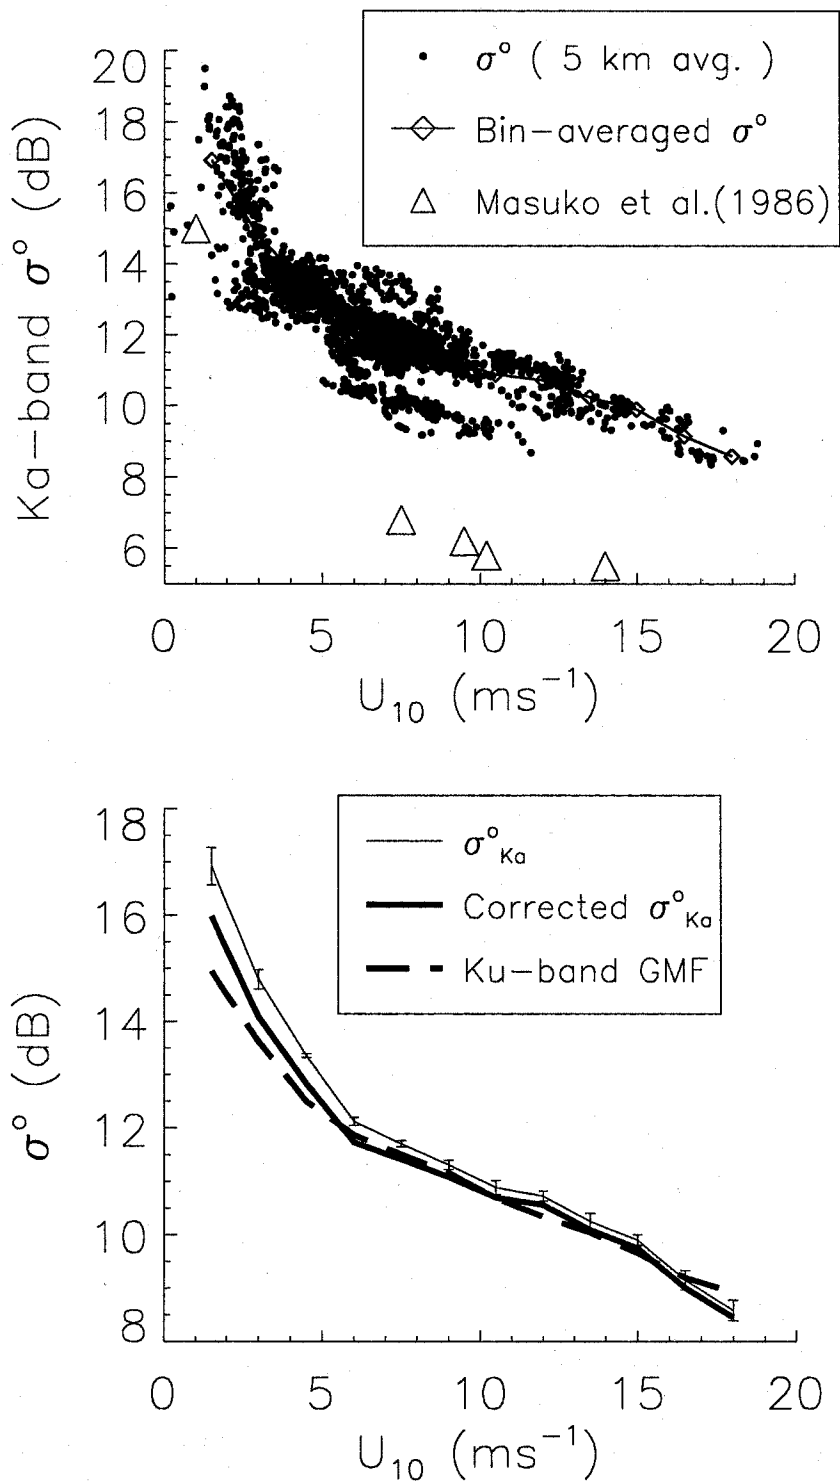 σ° ( 5 km avg. )
Bin-averaged σ°
Masuko et al.(1986)
Ka-band σ° (dB)
20
18
16
14
12
10
8
6
0 5 10 15 20
U₁₀ (ms⁻¹)
σ°Ka
Corrected σ°Ka
Ku-band GMF
σ° (dB)
18
16
14
12
10
8
0 5 10 15 20
U₁₀ (ms⁻¹)